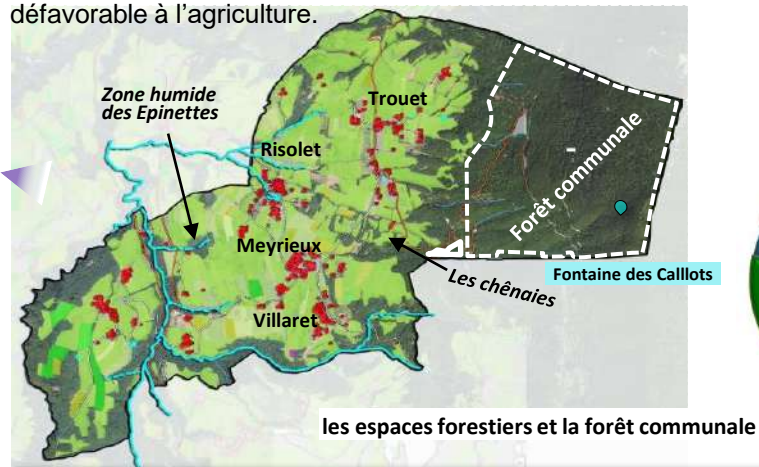 défavorable à l’agriculture.
Zone humide
des Epinettes
Trouet
Risolet
Forêt communale
Meyrieux
Les chênaies
Fontaine des Calllots
Villaret
les espaces forestiers et la forêt communale